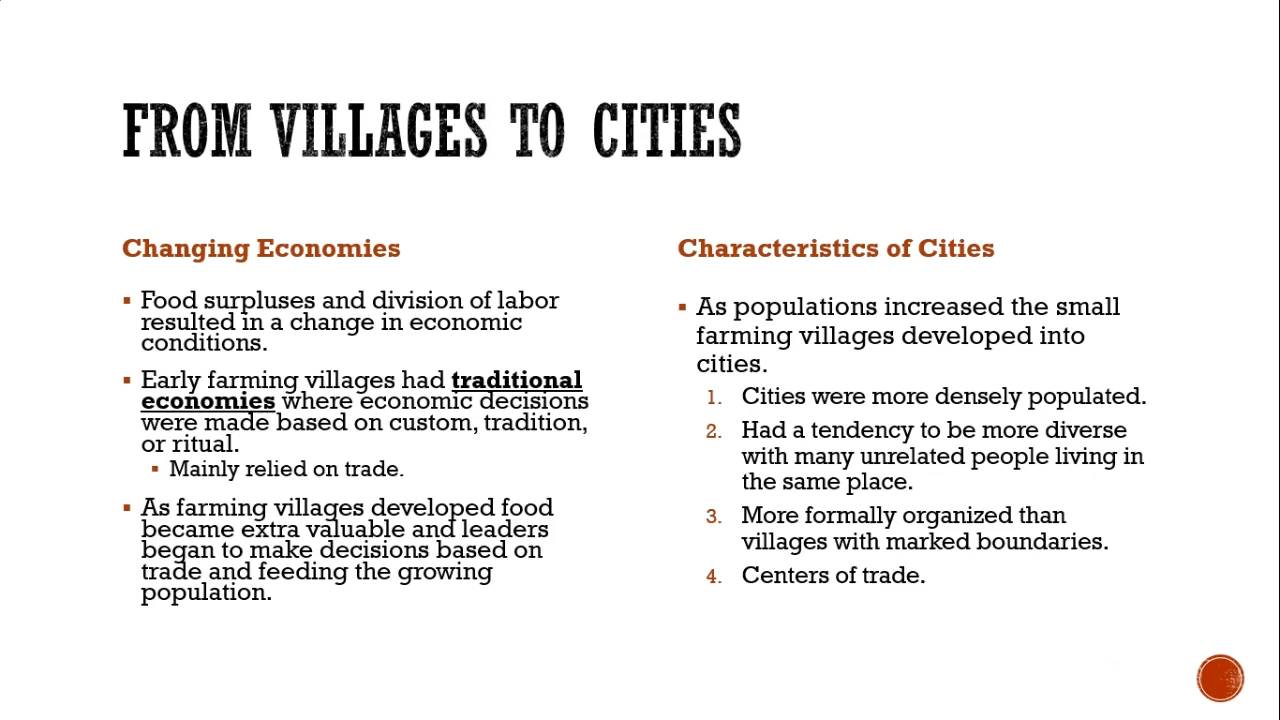 FROM VILLAGES TO CITIES
Changing Economies
▪ Food surpluses and division of labor
resulted in a change in economic
conditions.
▪ Early farming villages had traditional
economies where economic decisions
were made based on custom, tradition,
or ritual.
▪ Mainly relied on trade.
▪ As farming villages developed food
became extra valuable and leaders
began to make decisions based on
trade and feeding the growing
population.
Characteristics of Cities
▪ As populations increased the small
farming villages developed into
cities.
1. Cities were more densely populated.
2. Had a tendency to be more diverse
with many unrelated people living in
the same place.
3. More formally organized than
villages with marked boundaries.
4. Centers of trade.